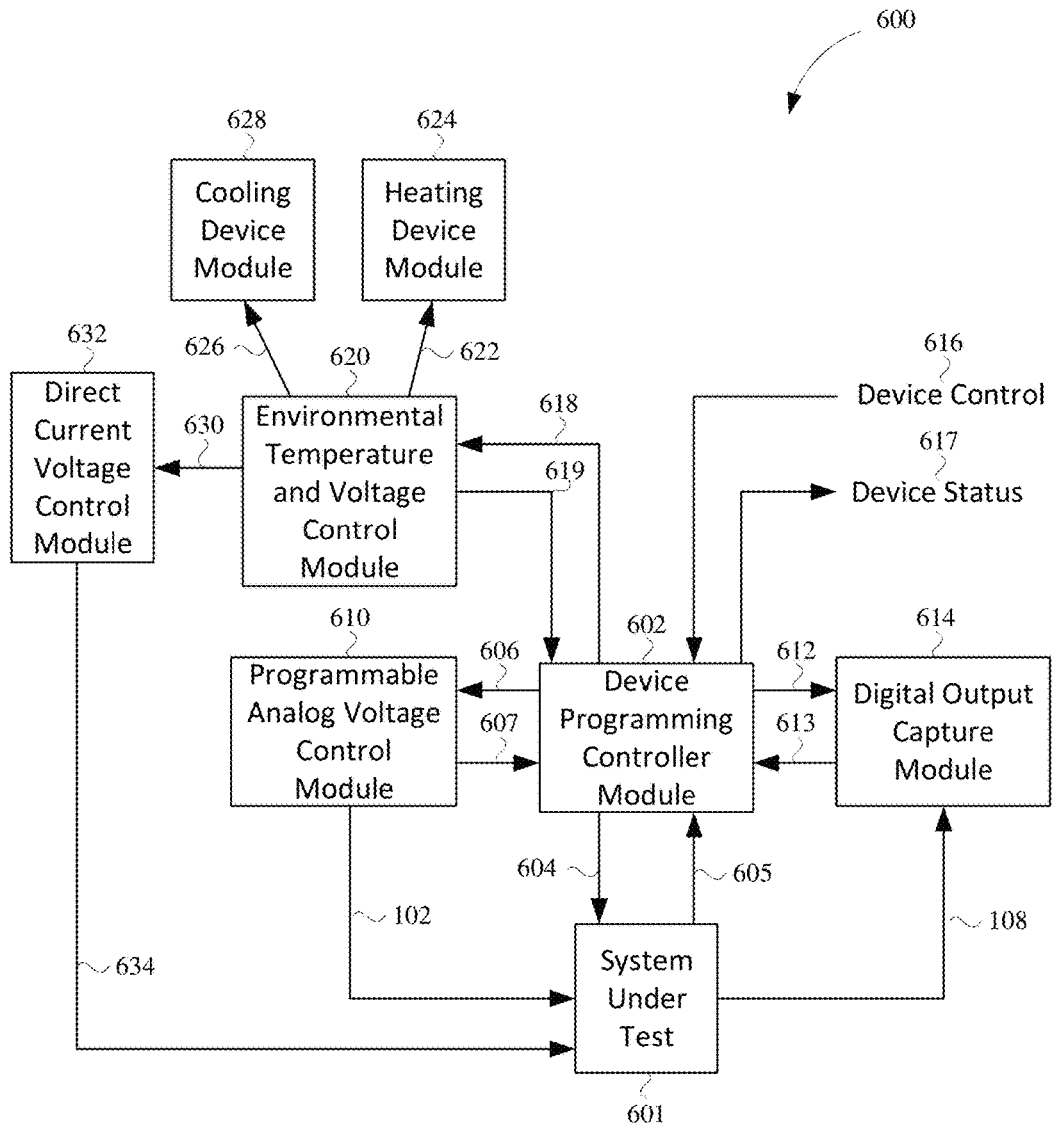 600
628
624
Cooling
Device
Module
Heating
Device
Module
632
626
620
622
616
Direct
Current
Voltage
Control
Module
630
Environmental
Temperature
and Voltage
Control
Module
618
619
Device Control
617
Device Status
610
602
614
Programmable
Analog Voltage
Control
Module
606
607
Device
Programming
Controller
Module
612
613
Digital Output
Capture
Module
604
605
102
108
634
System
Under
Test
601